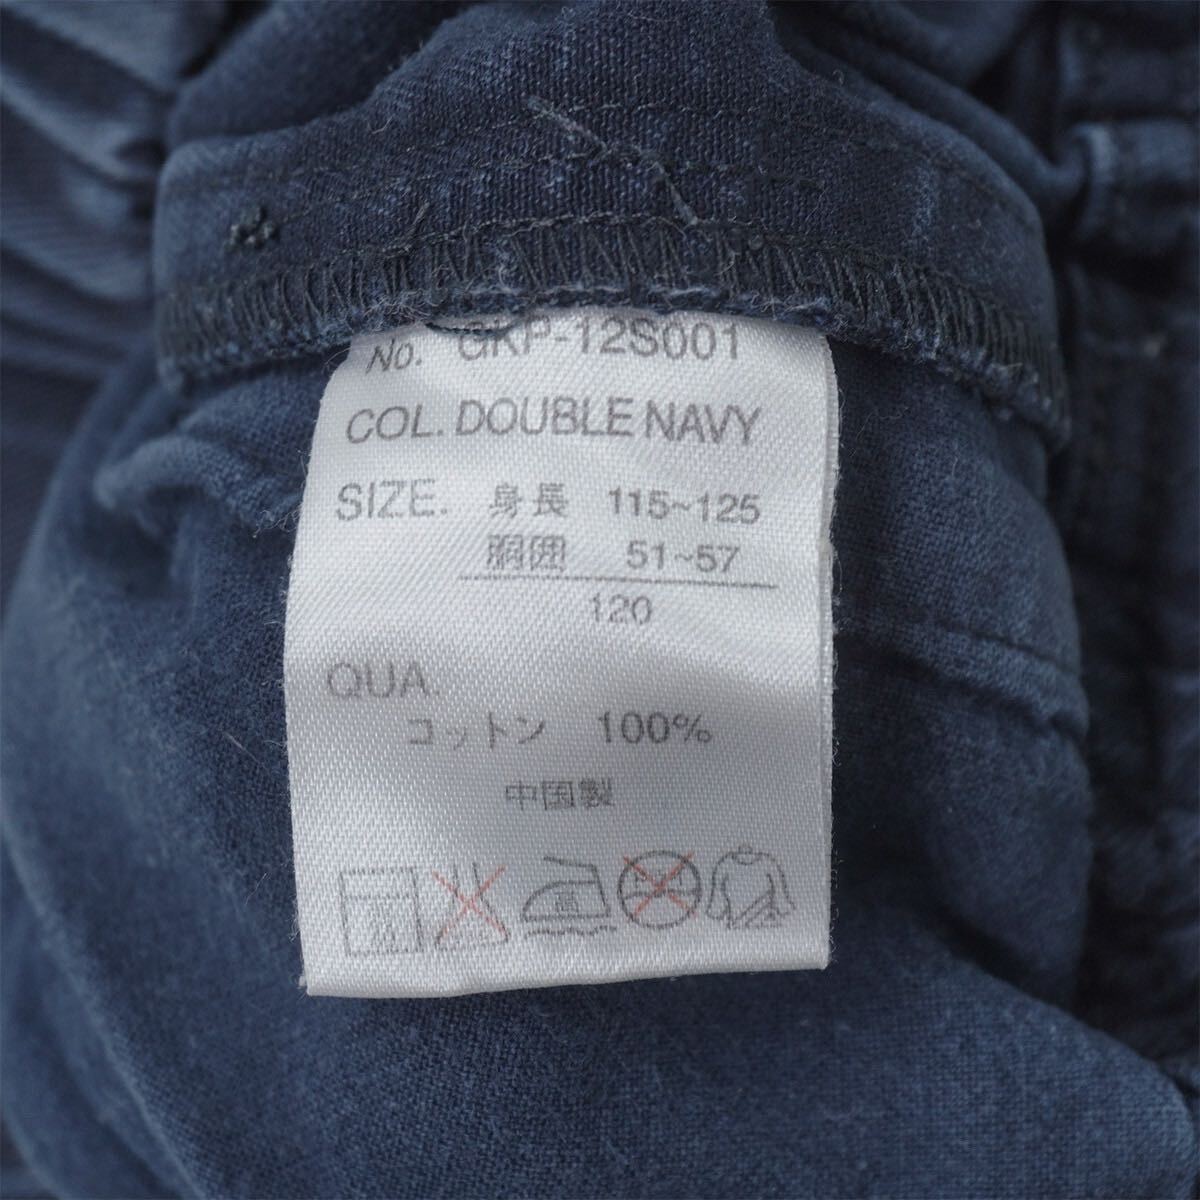 No. GKP-12S001
COL. DOUBLE NAVY
SIZE. 身長 115~125
胴囲 51~57
120
QUA.
コットン 100%
中国製